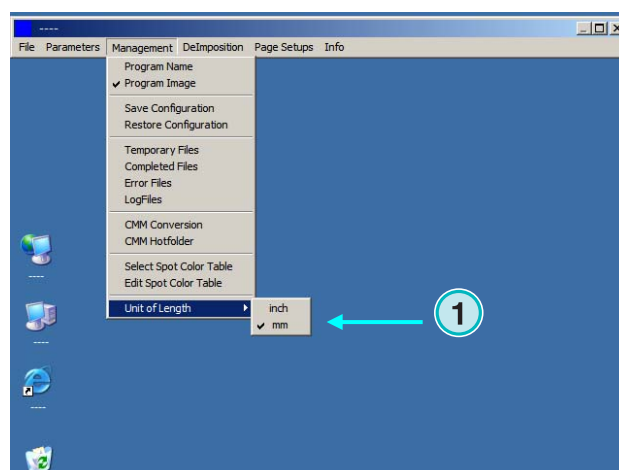 ----
File Parameters Management DeImposition Page Setups Info
Program Name
Program Image
Save Configuration
Restore Configuration
Temporary Files
Completed Files
Error Files
LogFiles
CMM Conversion
CMM Hotfolder
Select Spot Color Table
Edit Spot Color Table
Unit of Length
inch
mm
1
----
----
----